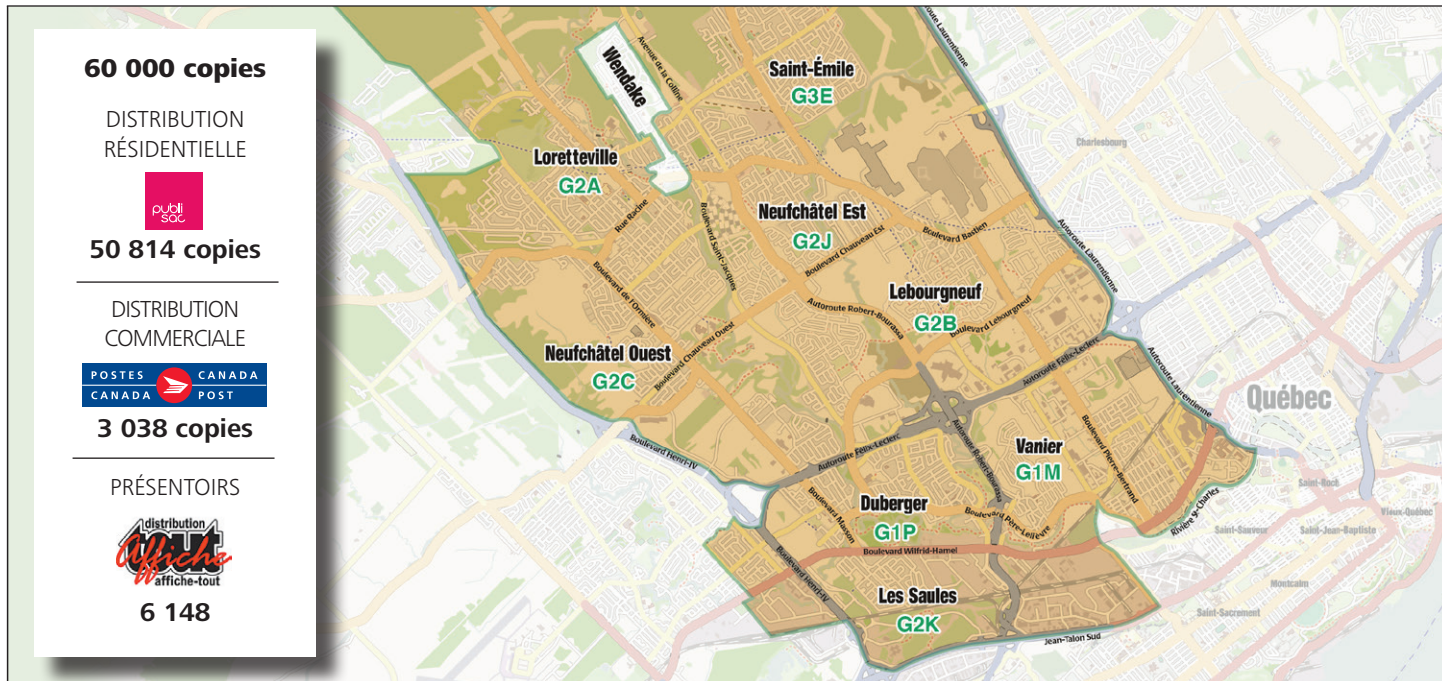 60 000 copies
DISTRIBUTION
RÉSIDENTIELLE
publi
sac
50 814 copies
DISTRIBUTION
COMMERCIALE
POSTES CANADA
CANADA POST
3 038 copies
PRÉSENTOIRS
distribution
tout
Affiche
affiche-tout
6 148
Wendake
Avenue de la Colline
Saint-Émile
G3E
Autoroute Laurentienne
Charlesbourg
Loretteville
G2A
Rue Racine
Boulevard Saint-Jacques
Neufchâtel Est
G2J
Boulevard Chauveau Est
Boulevard Bastien
Autoroute Laurentienne
Boulevard de l'Ormière
Autoroute Robert-Bourassa
Lebourgneuf
G2B
Boulevard Lebourgneuf
Neufchâtel Ouest
G2C
Boulevard Chauveau Ouest
Autoroute Félix-Leclerc
Autoroute Laurentienne
Québec
Boulevard Henri-IV
Autoroute Félix-Leclerc
Autoroute Robert-Bourassa
Vanier
G1M
Boulevard Pierre-Bertrand
Duberger
G1P
Boulevard Masson
Boulevard Père-Lelièvre
Boulevard Wilfrid-Hamel
Rivière St-Charles
Saint-Roch
Vieux-Québec
Saint-Sauveur
Saint-Jean-Baptiste
Boulevard Henri-IV
Les Saules
G2K
Montcalm
Saint-Sacrement
Jean-Talon Sud